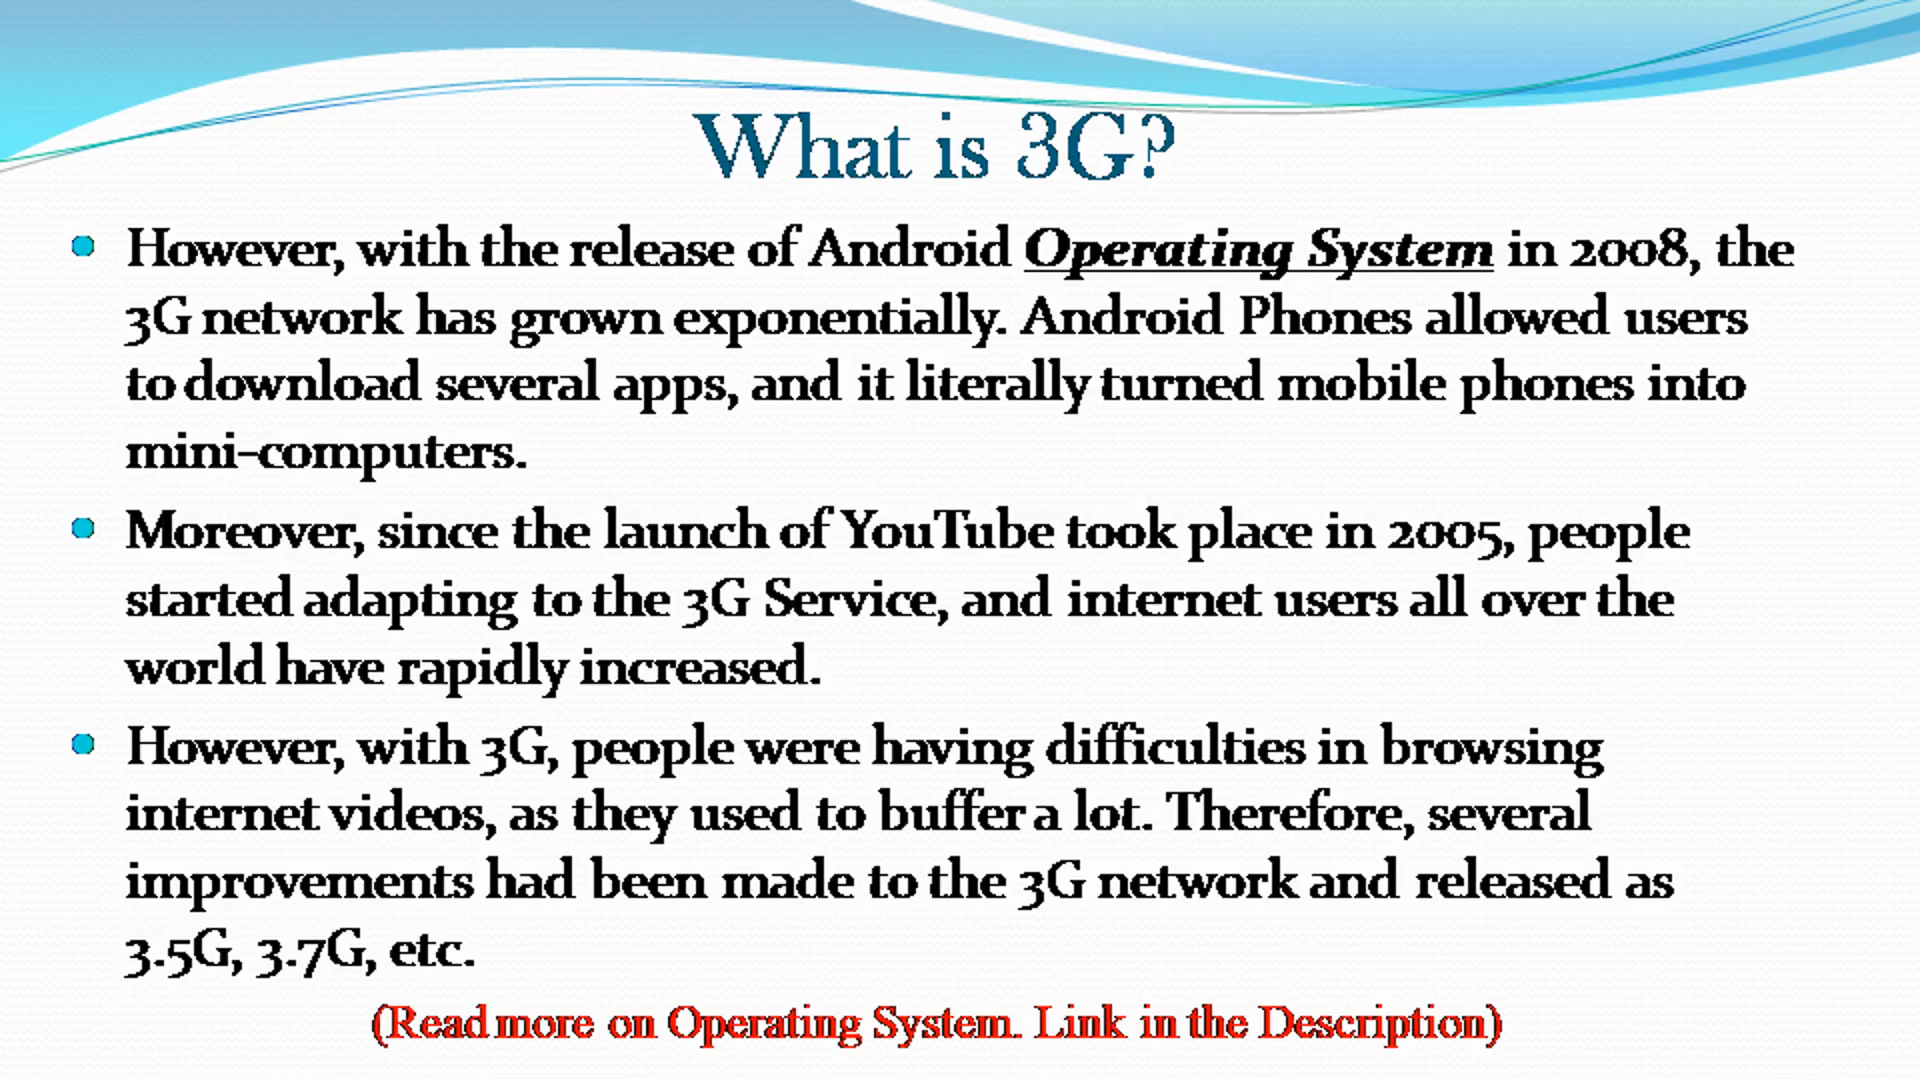 What is 3G?
However, with the release of Android Operating System in 2008, the
3G network has grown exponentially. Android Phones allowed users
to download several apps, and it literally turned mobile phones into
mini-computers.
Moreover, since the launch of YouTube took place in 2005, people
started adapting to the 3G Service, and internet users all over the
world have rapidly increased.
However, with 3G, people were having difficulties in browsing
internet videos, as they used to buffer a lot. Therefore, several
improvements had been made to the 3G network and released as
3.5G, 3.7G, etc.
(Read more on Operating System. Link in the Description)